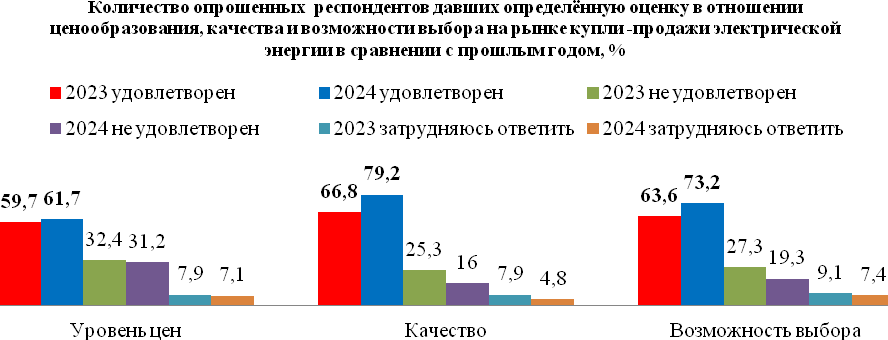 Количество опрошенных респондентов давших определённую оценку в отношении
ценообразования, качества и возможности выбора на рынке купли -продажи электрической
энергии в сравнении с прошлым годом, %
2023 удовлетворен 2024 удовлетворен 2023 не удовлетворен
2024 не удовлетворен 2023 затрудняюсь ответить 2024 затрудняюсь ответить
59,7 61,7 32,4 31,2 7,9 7,1
66,8 79,2 25,3 16 7,9 4,8
63,6 73,2 27,3 19,3 9,1 7,4
Уровень цен Качество Возможность выбора